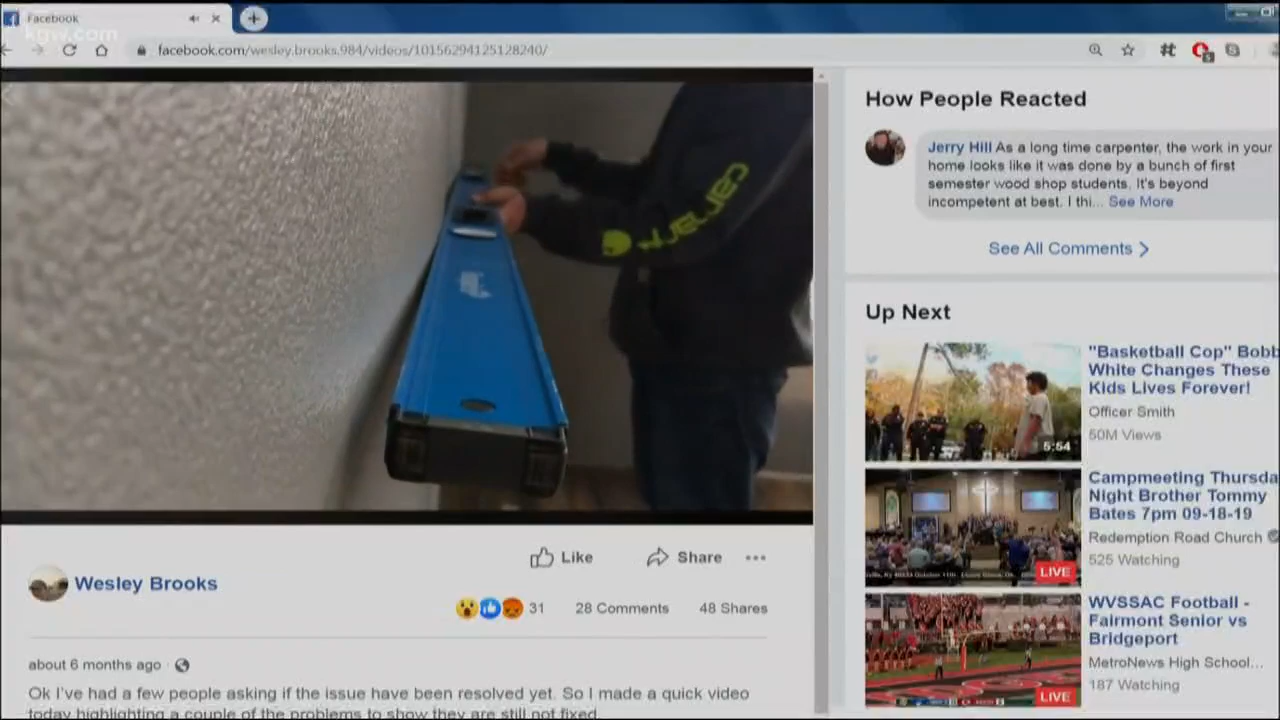 Facebook
kgw.com
facebook.com/wesley.brooks.984/videos/10156294125128240/
How People Reacted
Jerry Hill As a long time carpenter, the work in your
home looks like it was done by a bunch of first
semester wood shop students. It's beyond
incompetent at best. I thi... See More
See All Comments
Up Next
"Basketball Cop" Bobb
White Changes These
Kids Lives Forever!
Officer Smith
50M Views
5:54
Campmeeting Thursda
Night Brother Tommy
Bates 7pm 09-18-19
Redemption Road Church
525 Watching
LIVE
WVSSAC Football -
Fairmont Senior vs
Bridgeport
MetroNews High School...
187 Watching
LIVE
Like
Share
Wesley Brooks
31
28 Comments
48 Shares
about 6 months ago
Ok I've had a few people asking if the issue have been resolved yet. So I made a quick video
today highlighting a couple of the problems to show they are still not fixed